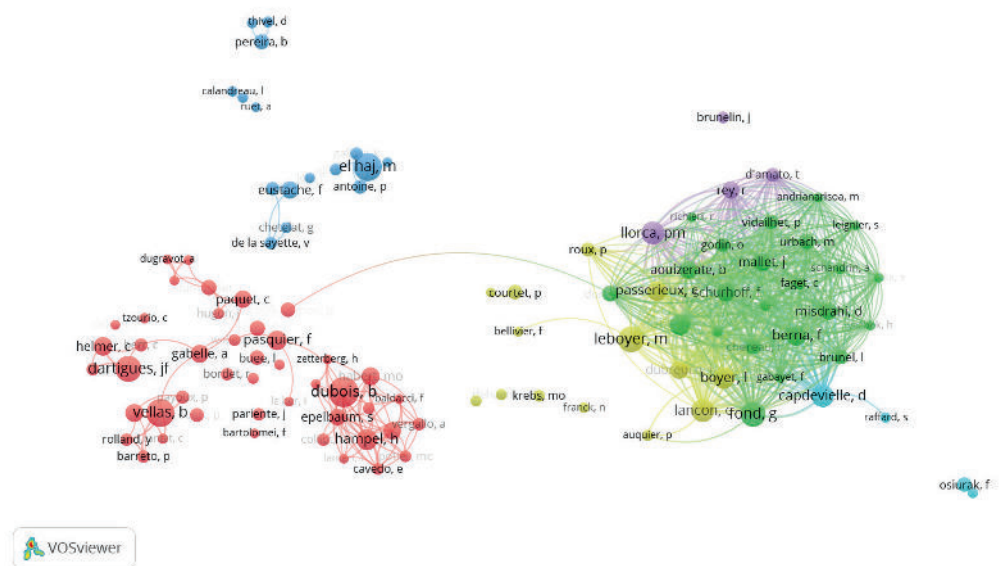 thivel, d
pereira, b
calandreau, l
ruet, a
brunelin, j
el haj, m
antoine, p
eustache, f
chetelat, g
de la sayette, v
d'amato, t
rey, r
andrianarisoa, m
richieri, r
vidailhet, p
leignier, s
llorca, pm
urbach, m
godin, o
roux, p
mallet, j
aouizerate, b
schandrin, a
faget, c
dugravot, a
paquet, c
passerieux, c
schurhoff, f
courtet, p
misdrahi, d
tzourio, c
bellivier, f
berna, f
helmer, c
pasquier, f
leboyer, m
gabelle, a
buee, l
zetterberg, h
brunel, l
dartigues, jf
bordet, r
boyer, l
gabayet, f
dubois, b
baldacci, f
krebs, mo
capdevielle, d
vellas, b
pariente, j
epelbaum, s
vergallo, a
franck, n
lancon, c
fond, g
rafrard, s
rolland, y
bartolomei, f
hampel, h
auquier, p
barreto, p
cavedo, e
osiurak, f
VOSviewer